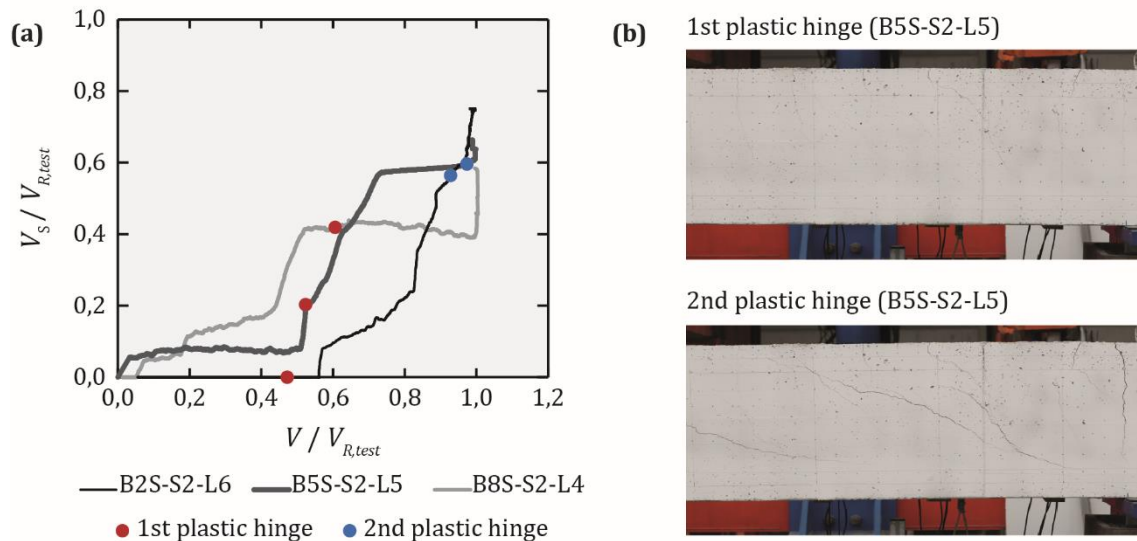 (a)
1,0
0,8
0,6
0,4
0,2
0,0
V_S / V_{R,test}
0,0 0,2 0,4 0,6 0,8 1,0 1,2
V / V_{R,test}
B2S-S2-L6 B5S-S2-L5 B8S-S2-L4
1st plastic hinge 2nd plastic hinge
(b)
1st plastic hinge (B5S-S2-L5)
2nd plastic hinge (B5S-S2-L5)